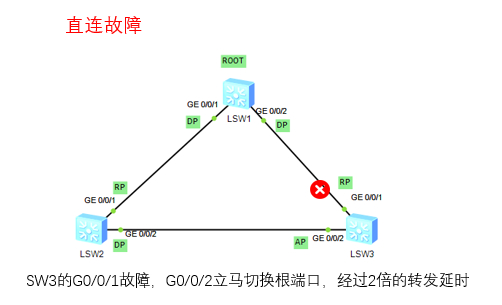 直连故障
ROOT
GE 0/0/1
GE 0/0/2
DP
LSW1
DP
RP
RP
GE 0/0/1
GE 0/0/1
GE 0/0/2
AP
GE 0/0/2
LSW2
DP
LSW3
SW3的G0/0/1故障，G0/0/2立马切换根端口，经过2倍的转发延时